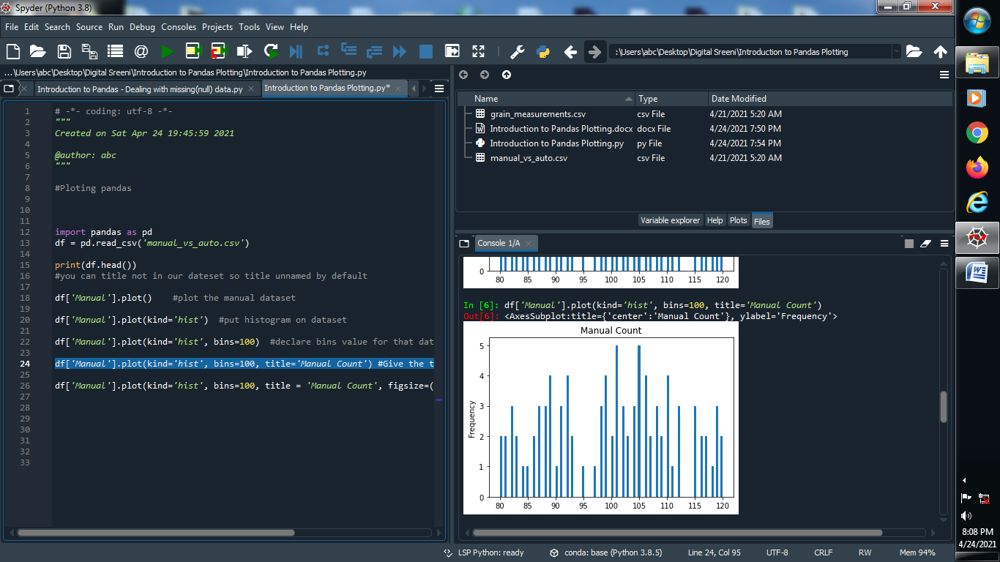 Spyder (Python 3.8)
File Edit Search Source Run Debug Consoles Projects Tools View Help
:\Users\abc\Desktop\Digital Sreeni\Introduction to Pandas Plotting
...\Users\abc\Desktop\Digital Sreeni\Introduction to Pandas Plotting\Introduction to Pandas Plotting.py
Introduction to Pandas - Dealing with missing(null) data.py
Introduction to Pandas Plotting.py*
1 # -*- coding: utf-8 -*-
2 """
3 Created on Sat Apr 24 19:45:59 2021
4
5 @author: abc
6 """
7
8 #Ploting pandas
9
10
11
12 import pandas as pd
13 df = pd.read_csv('manual_vs_auto.csv')
14
15 print(df.head())
16 #you can title not in our dateset so title unnamed by default
17
18 df['Manual'].plot()    #plot the manual dataset
19
20 df['Manual'].plot(kind='hist')  #put histogram on dataset
21
22 df['Manual'].plot(kind='hist', bins=100)  #declare bins value for that dat
23
24 df['Manual'].plot(kind='hist', bins=100, title='Manual Count') #Give the t
25
26 df['Manual'].plot(kind='hist', bins=100, title = 'Manual Count', figsize=(
27
28
29
30
31
32
33
Name Type Date Modified
grain_measurements.csv csv File 4/21/2021 5:20 AM
Introduction to Pandas Plotting.docx docx File 4/24/2021 7:50 PM
Introduction to Pandas Plotting.py py File 4/24/2021 7:54 PM
manual_vs_auto.csv csv File 4/21/2021 5:20 AM
Variable explorer Help Plots Files
Console 1/A
0
80 85 90 95 100 105 110 115 120
In [6]: df['Manual'].plot(kind='hist', bins=100, title='Manual Count')
Out[6]: <AxesSubplot:title={'center':'Manual Count'}, ylabel='Frequency'>
Manual Count
Frequency
5
4
3
2
1
0
80 85 90 95 100 105 110 115 120
LSP Python: ready conda: base (Python 3.8.5) Line 24, Col 95 UTF-8 CRLF RW Mem 94%
8:08 PM
4/24/2021